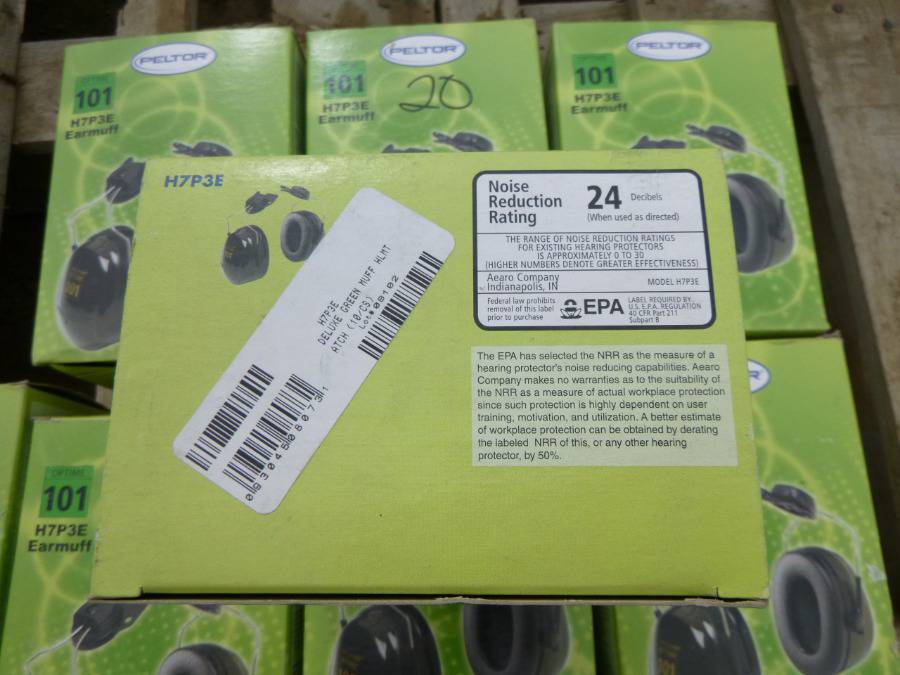 PELTOR
OPTIME
101
H7P3E
Earmuff
PELTOR
101
H7P3E
Earmuff
20
PELTOR
101
H7P3E
Earmuff
H7P3E
Noise
Reduction
Rating
24 Decibels
(When used as directed)
THE RANGE OF NOISE REDUCTION RATINGS
FOR EXISTING HEARING PROTECTORS
IS APPROXIMATELY 0 TO 30
(HIGHER NUMBERS DENOTE GREATER EFFECTIVENESS)
Aearo Company
Indianapolis, IN
MODEL H7P3E
Federal law prohibits
removal of this label
prior to purchase
EPA
LABEL REQUIRED BY
U.S. E.P.A. REGULATION
40 CFR Part 211
Subpart B
H7P3E
DELUXE GREEN MUFF HLMT
ATCH (10/CS)
Lot# 08102
The EPA has selected the NRR as the measure of a
hearing protector's noise reducing capabilities. Aearo
Company makes no warranties as to the suitability of
the NRR as a measure of actual workplace protection
since such protection is highly dependent on user
training, motivation, and utilization. A better estimate
of workplace protection can be obtained by derating
the labeled NRR of this, or any other hearing
protector, by 50%.
OPTIME
101
H7P3E
Earmuff